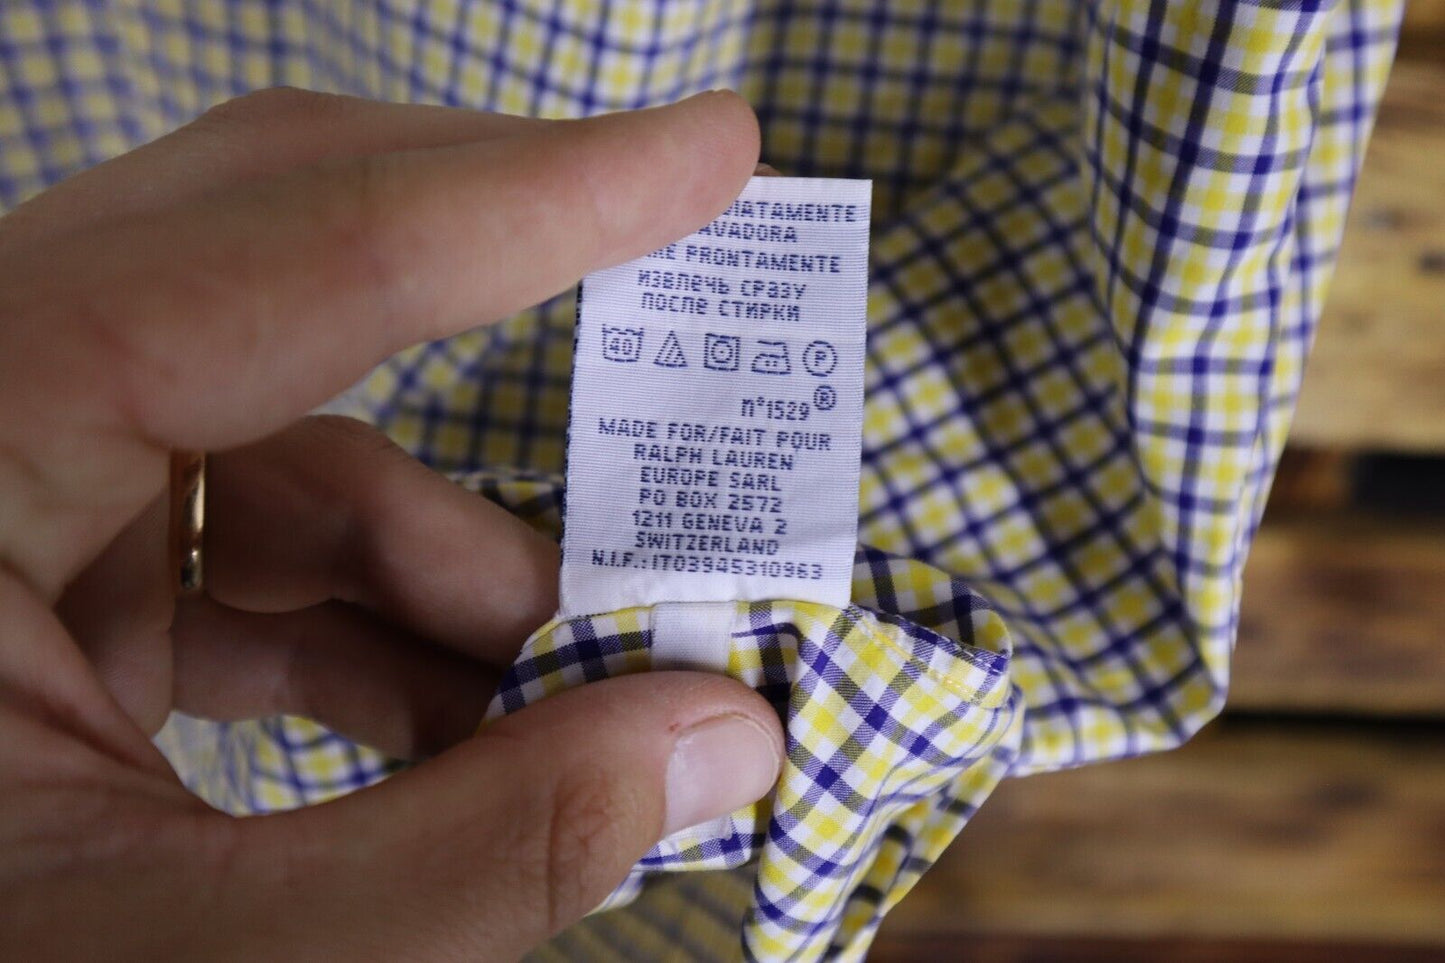 LAVADORA
PRONTAMENTE
ИЗВЛЕЧЬ СРАЗУ
ПОСЛЕ СТИРКИ
40 P
n°1529®
MADE FOR/FAIT POUR
RALPH LAUREN
EUROPE SARL
PO BOX 2572
1211 GENEVA 2
SWITZERLAND
N.I.F.: IT03945310963